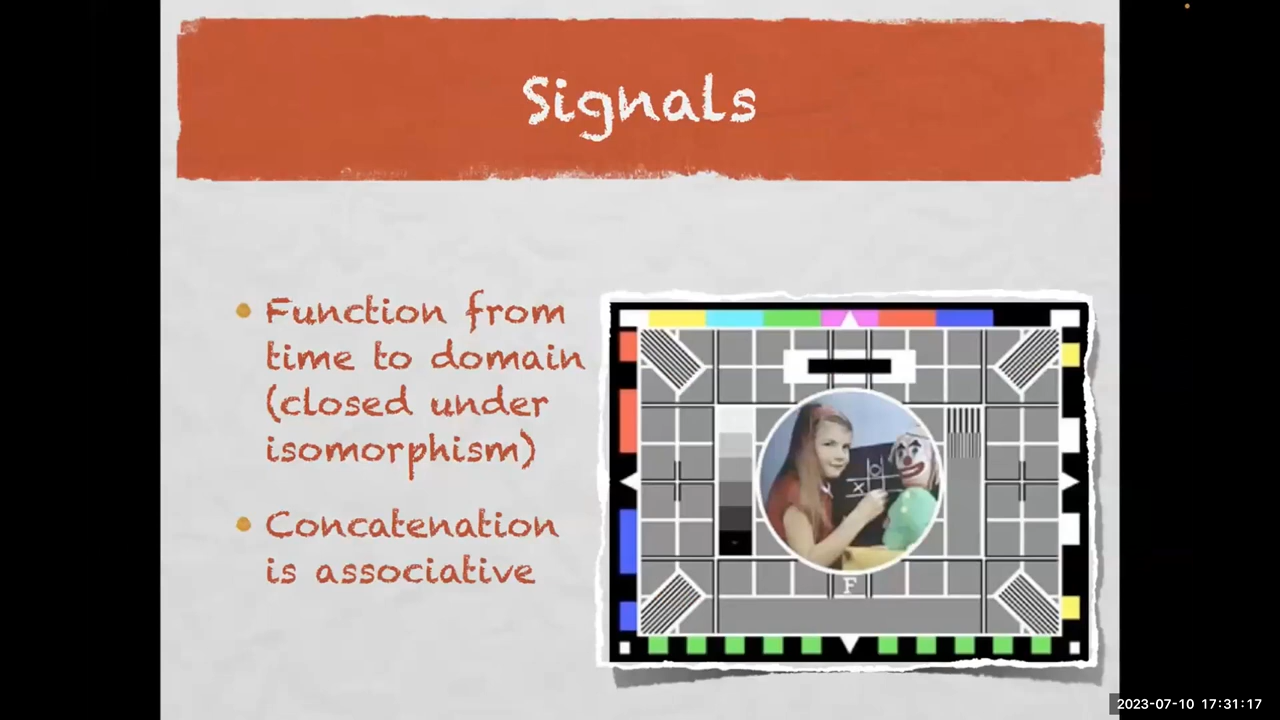 Signals
Function from
time to domain
(closed under
isomorphism)
Concatenation
is associative
F
2023-07-10 17:31:17